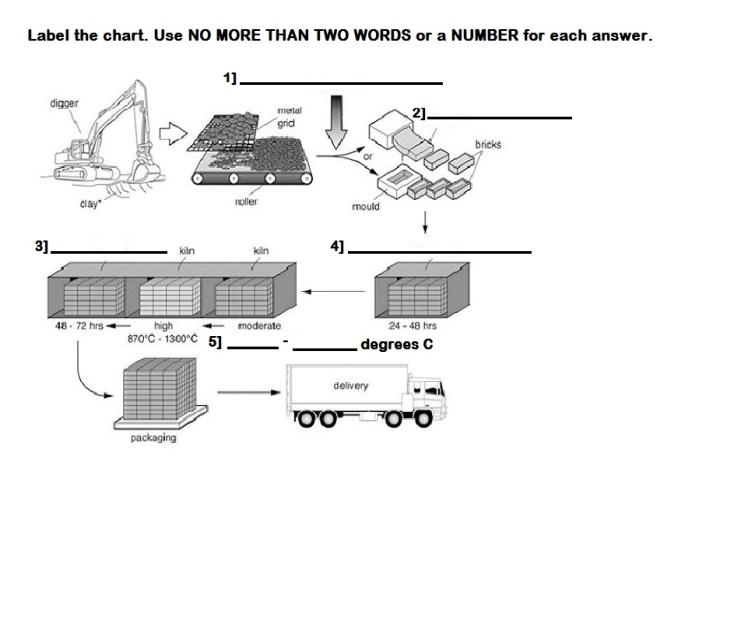 Label the chart. Use NO MORE THAN TWO WORDS or a NUMBER for each answer.
1]
digger
metal
grid
2]
bricks
or
clay*
roller
mould
3]
kiln
kiln
4]
48 - 72 hrs
high
moderate
24 - 48 hrs
870°C - 1300°C
5] - degrees C
delivery
packaging